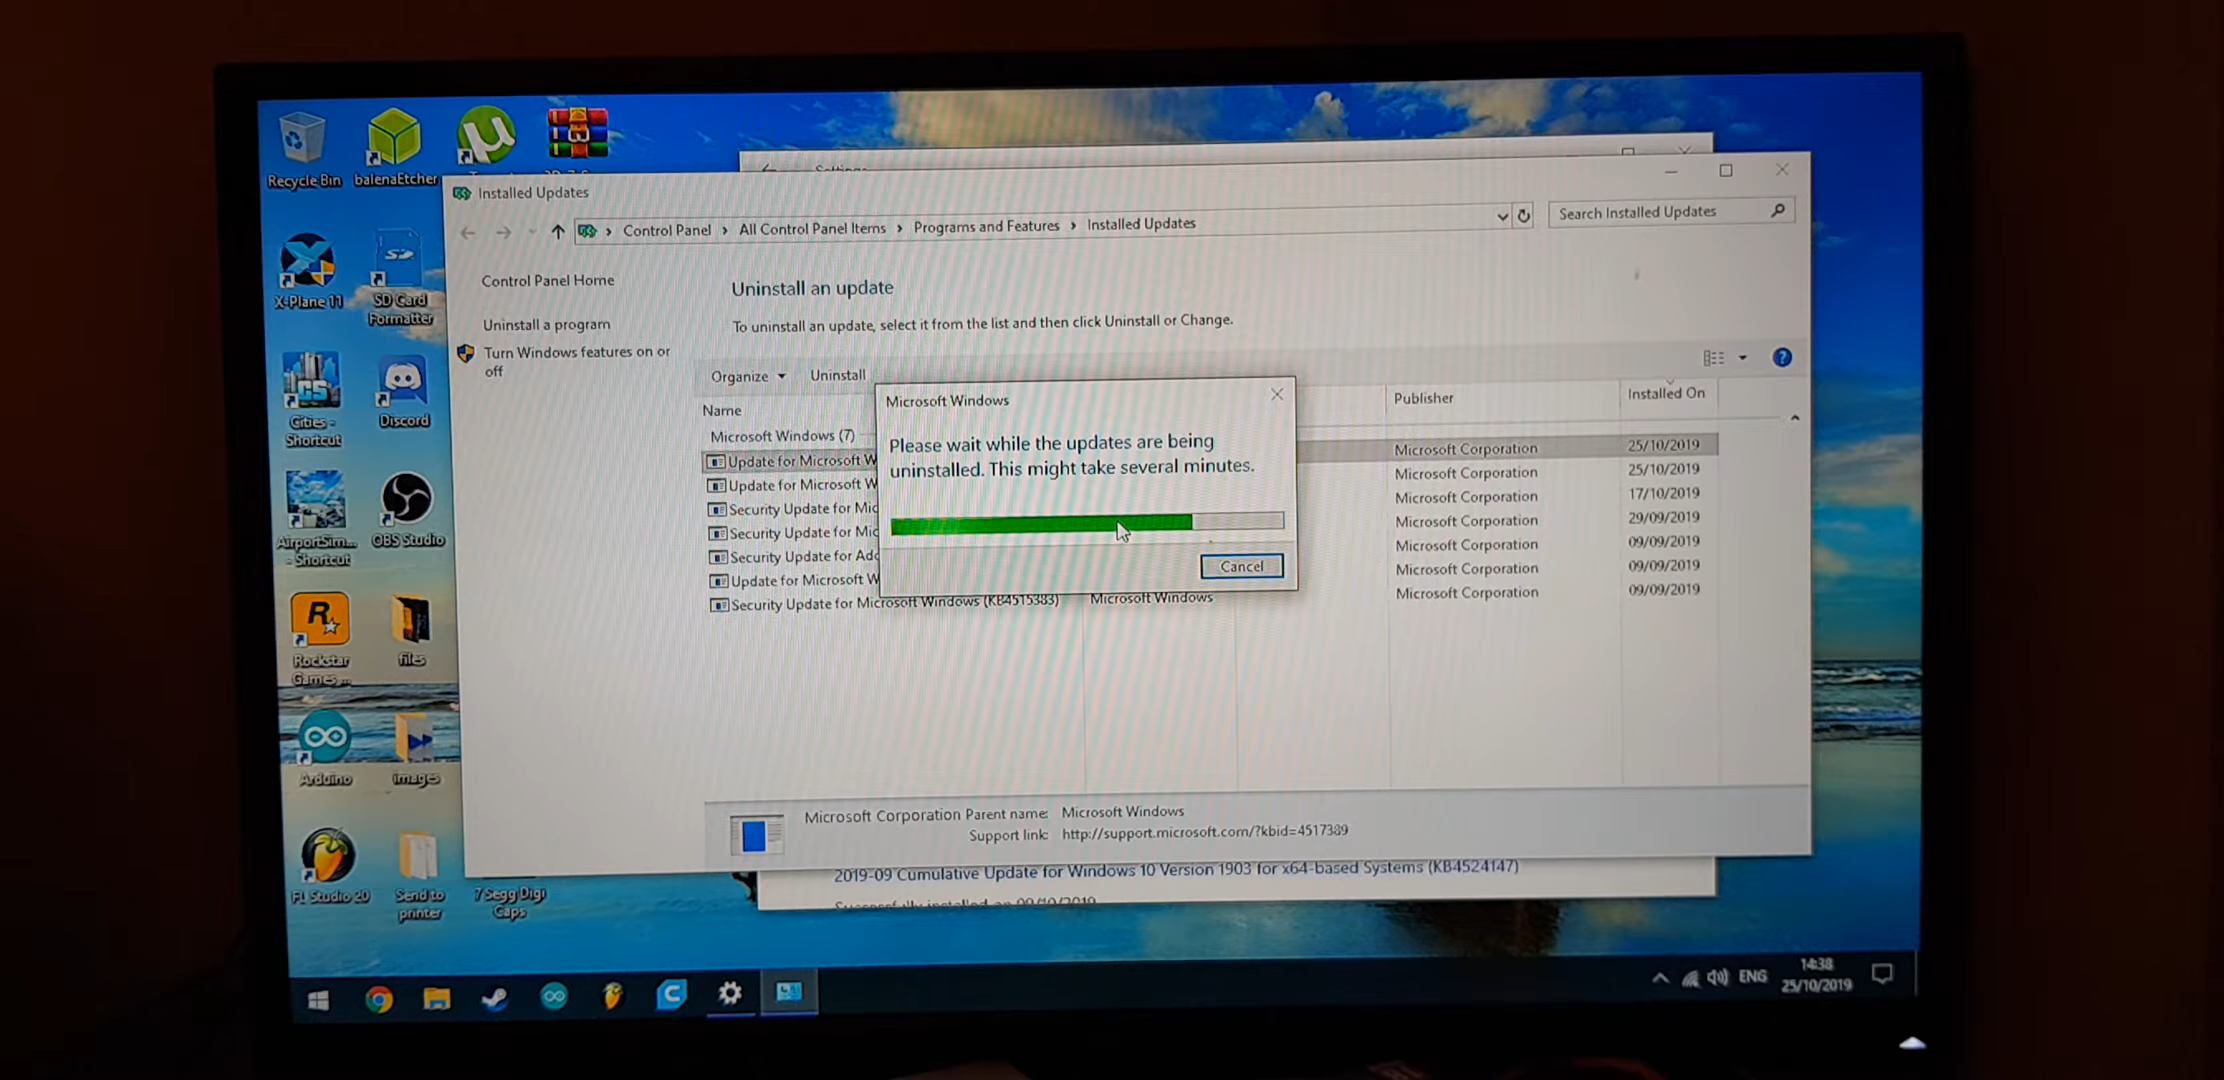 Recycle Bin
balenaEtcher
X-Plane 11
SD Card
Formatter
Cities -
Shortcut
Discord
AirportSim...
- Shortcut
OBS Studio
Rockstar
Games ...
files
Arduino
images
FL Studio 20
Send to
printer
7 Segg Digi
Caps
Settings
Installed Updates
Control Panel > All Control Panel Items > Programs and Features > Installed Updates
Search Installed Updates
Control Panel Home
Uninstall a program
Turn Windows features on or
off
Uninstall an update
To uninstall an update, select it from the list and then click Uninstall or Change.
Organize
Uninstall
Name
Publisher
Installed On
Microsoft Windows (7)
Update for Microsoft W
Microsoft Corporation
25/10/2019
Update for Microsoft W
Microsoft Corporation
25/10/2019
Security Update for Mic
Microsoft Corporation
17/10/2019
Security Update for Mic
Microsoft Corporation
29/09/2019
Security Update for Ado
Microsoft Corporation
09/09/2019
Update for Microsoft W
Microsoft Corporation
09/09/2019
Security Update for Microsoft Windows (KB4515383)
Microsoft Windows
Microsoft Corporation
09/09/2019
Microsoft Windows
Please wait while the updates are being
uninstalled. This might take several minutes.
Cancel
Microsoft Corporation Parent name: Microsoft Windows
Support link: http://support.microsoft.com/?kbid=4517389
2019-09 Cumulative Update for Windows 10 Version 1903 for x64-based Systems (KB4524147)
Successfully installed on 09/10/2019
ENG
14:38
25/10/2019